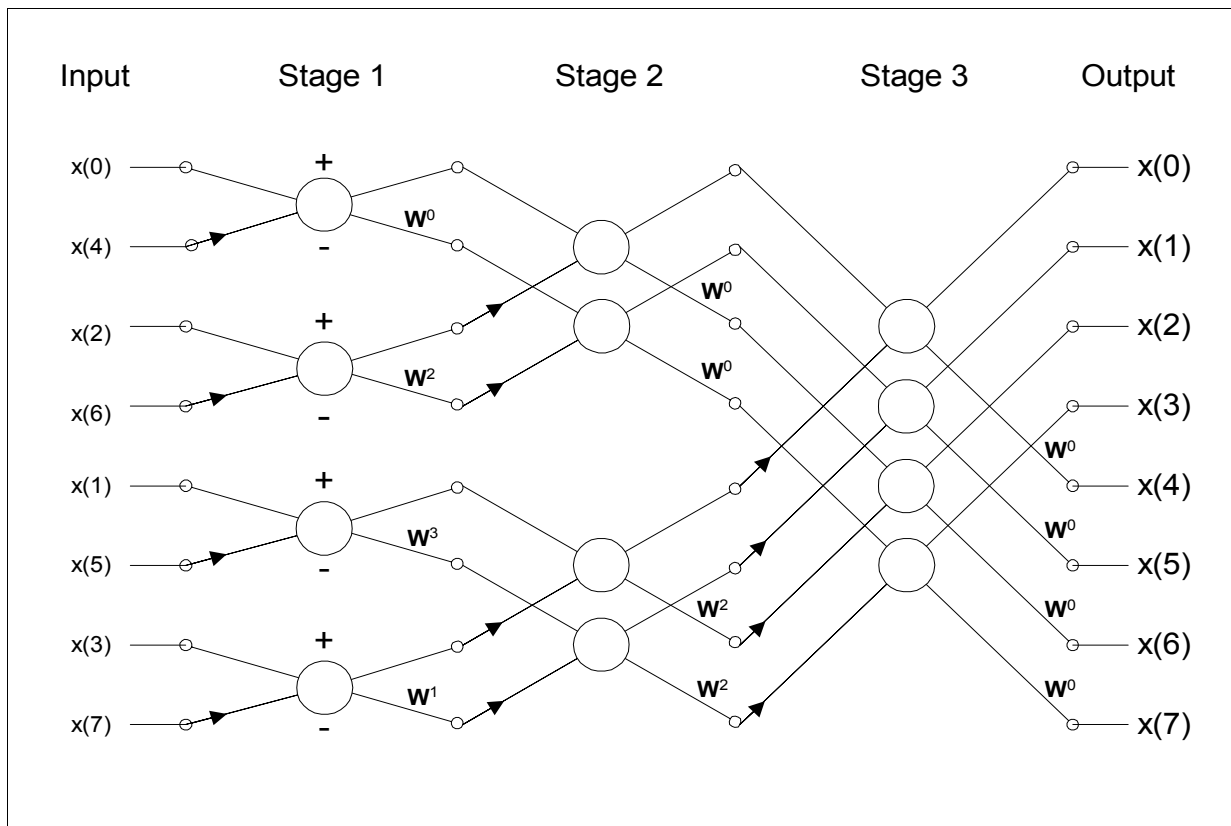 Input Stage 1 Stage 2 Stage 3 Output
x(0) + x(0)
W⁰
x(4) - x(1)
W⁰
x(2) + x(2)
W² W⁰
x(6) - x(3)
W⁰
x(1) + x(4)
W³ W⁰
x(5) - x(5)
W² W⁰
x(3) + x(6)
W¹ W² W⁰
x(7) - x(7)